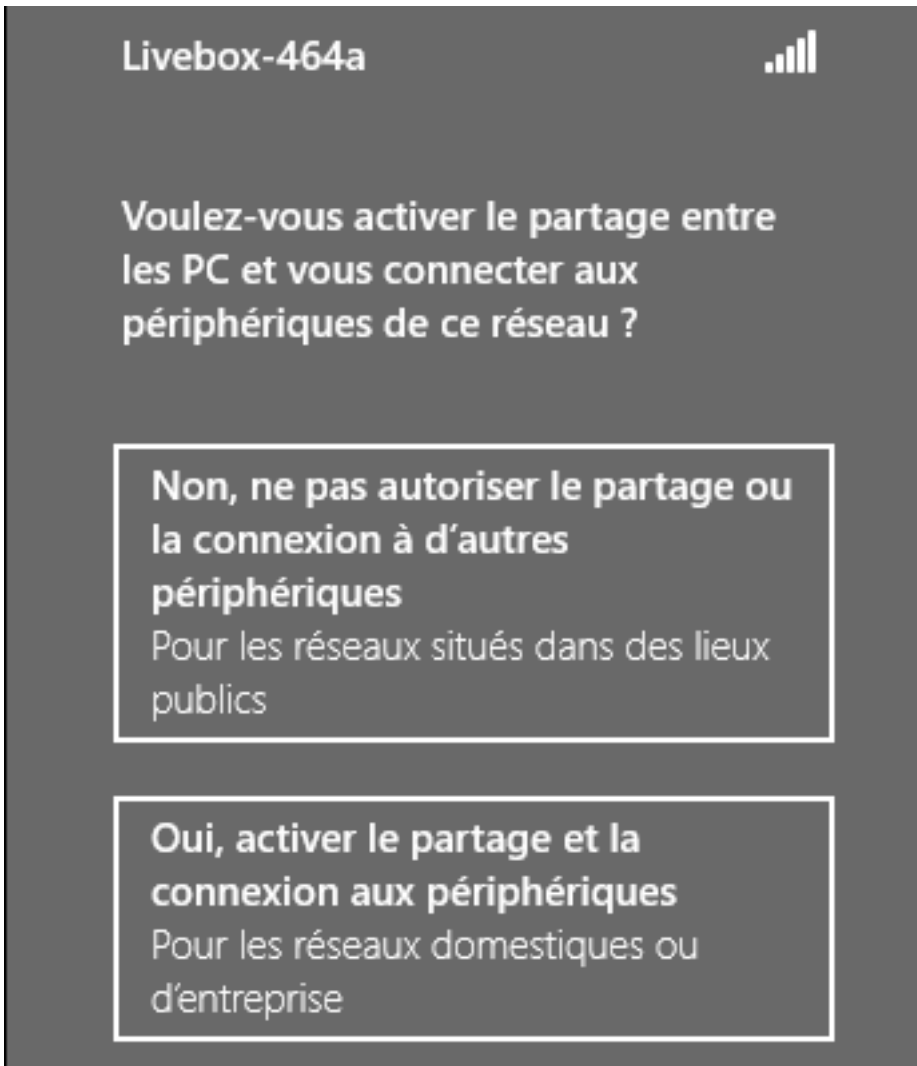 Livebox-464a
Voulez-vous activer le partage entre
les PC et vous connecter aux
périphériques de ce réseau ?
Non, ne pas autoriser le partage ou
la connexion à d’autres
périphériques
Pour les réseaux situés dans des lieux
publics
Oui, activer le partage et la
connexion aux périphériques
Pour les réseaux domestiques ou
d’entreprise